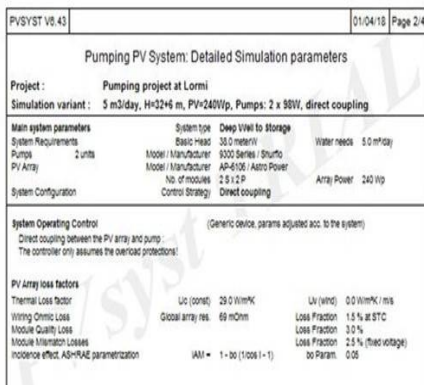 PVSYST V6.43 01/04/18 Page 2/4
Pumping PV System: Detailed Simulation parameters
Project : Pumping project at Lormi
Simulation variant : 5 m3/day, H=32+6 m, PV=240Wp, Pumps: 2 x 98W, direct coupling
Main system parameters System type Deep Well to Storage
System Requirements Basic Head 38.0 meterW Water needs 5.0 m³/day
Pumps 2 units Model / Manufacturer 9300 Series / Shurflo
PV Array Model / Manufacturer AP-6106 / Astro Power
No. of modules 2 S x 2 P Array Power 240 Wp
System Configuration Control Strategy Direct coupling
System Operating Control (Generic device, params adjusted acc. to the system)
Direct coupling between the PV array and pump :
The controller only assumes the overload protections!
PV Array loss factors
Thermal Loss factor Uc (const) 29.0 W/m²K Uv (wind) 0.0 W/m²K / m/s
Wiring Ohmic Loss Global array res. 69 mOhm Loss Fraction 1.5 % at STC
Module Quality Loss Loss Fraction 3.0 %
Module Mismatch Losses Loss Fraction 2.5 % (fixed voltage)
Incidence effect, ASHRAE parametrization IAM = 1 - bo (1/cos i - 1) bo Param. 0.05
PVsyst TRIAL